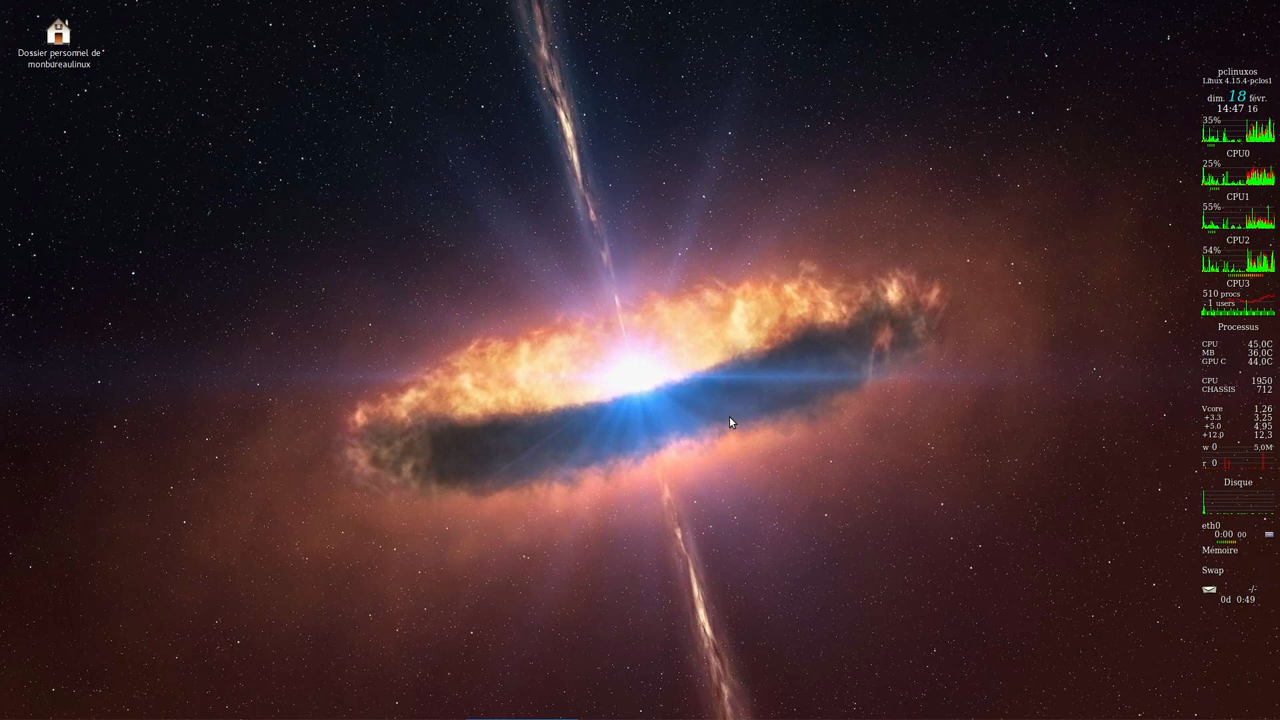 Dossier personnel de
monbureaulinux
pclinuxos
Linux 4.15.4-pclos1
dim. 18 févr.
14:47 16
35%
CPU0
25%
CPU1
55%
CPU2
54%
CPU3
510 procs
1 users
Processus
CPU 45.0C
MB 36.0C
GPU C 44.0C
CPU 1950
CHASSIS 712
Vcore 1.26
+3.3 3.25
+5.0 4.95
+12.0 12.3
w 0 5.0M
r 0
Disque
eth0
0:00 00
Mémoire
Swap
-/-
0d 0:49